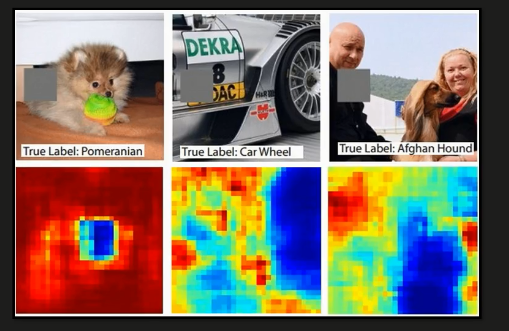 DEKRA
8
DAC
True Label: Pomeranian
True Label: Car Wheel
True Label: Afghan Hound